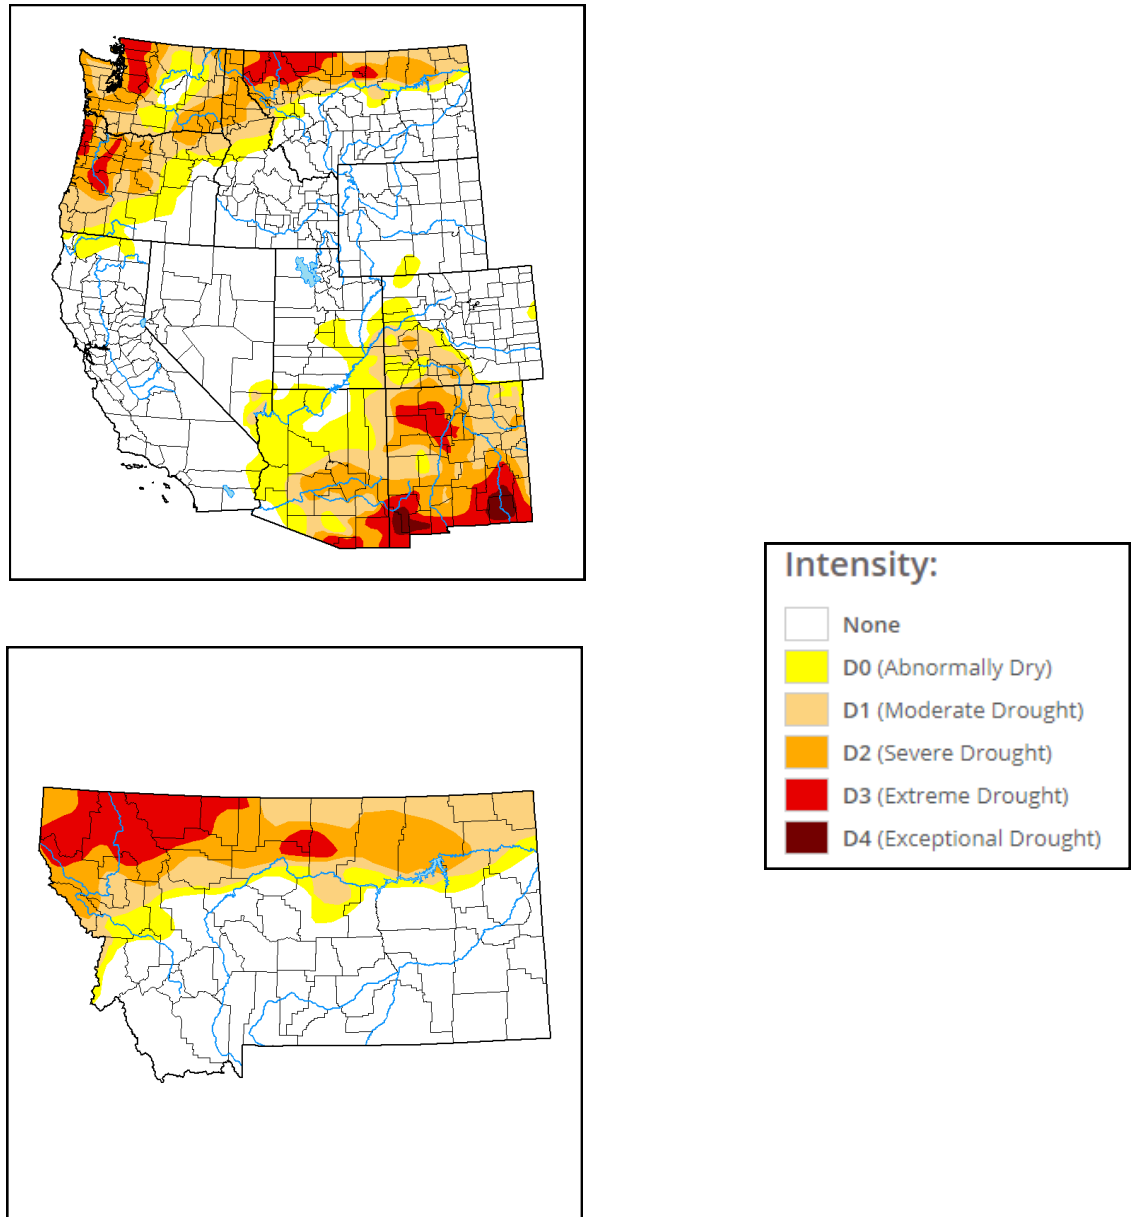 Intensity:
None
D0 (Abnormally Dry)
D1 (Moderate Drought)
D2 (Severe Drought)
D3 (Extreme Drought)
D4 (Exceptional Drought)